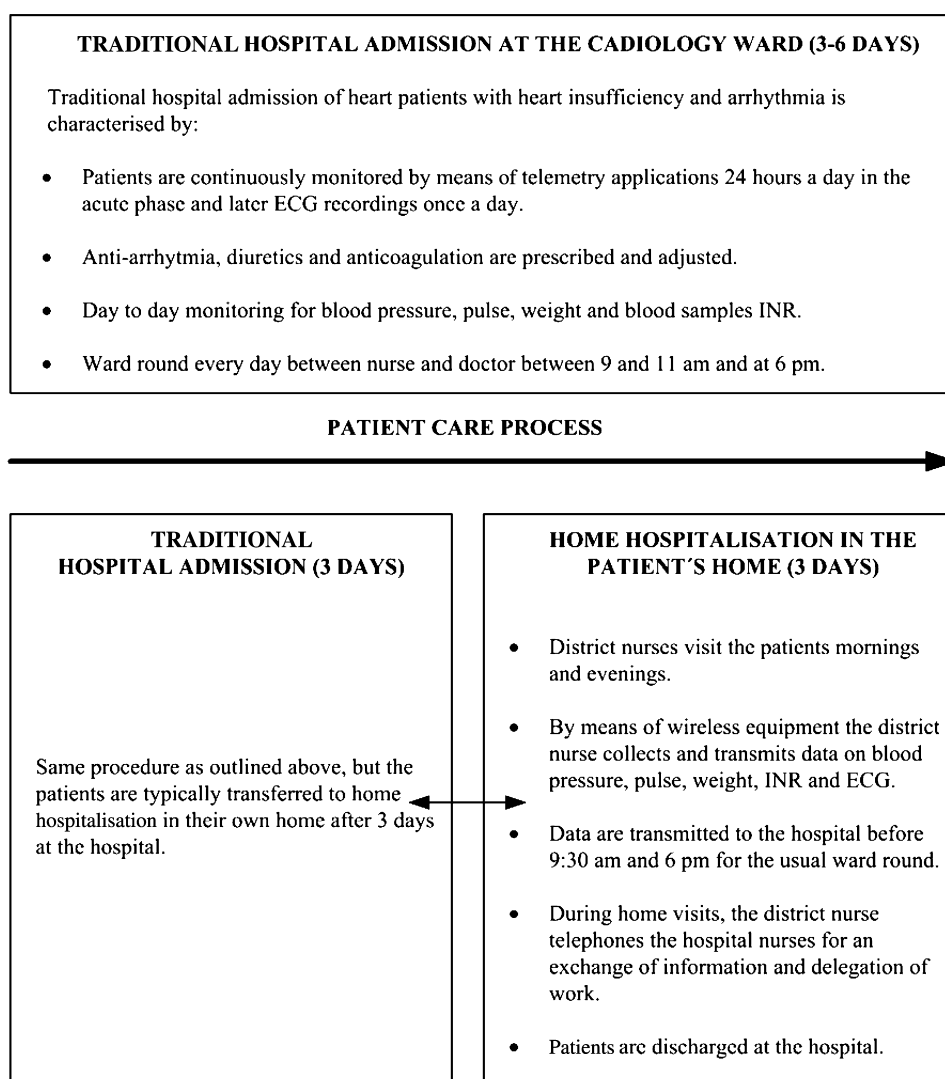 TRADITIONAL HOSPITAL ADMISSION AT THE CADIOLOGY WARD (3-6 DAYS)
Traditional hospital admission of heart patients with heart insufficiency and arrhythmia is
characterised by:
• Patients are continuously monitored by means of telemetry applications 24 hours a day in the
acute phase and later ECG recordings once a day.
• Anti-arrhytmia, diuretics and anticoagulation are prescribed and adjusted.
• Day to day monitoring for blood pressure, pulse, weight and blood samples INR.
• Ward round every day between nurse and doctor between 9 and 11 am and at 6 pm.
PATIENT CARE PROCESS
TRADITIONAL
HOSPITAL ADMISSION (3 DAYS)
Same procedure as outlined above, but the
patients are typically transferred to home
hospitalisation in their own home after 3 days
at the hospital.
HOME HOSPITALISATION IN THE
PATIENT´S HOME (3 DAYS)
• District nurses visit the patients mornings
and evenings.
• By means of wireless equipment the district
nurse collects and transmits data on blood
pressure, pulse, weight, INR and ECG.
• Data are transmitted to the hospital before
9:30 am and 6 pm for the usual ward round.
• During home visits, the district nurse
telephones the hospital nurses for an
exchange of information and delegation of
work.
• Patients are discharged at the hospital.